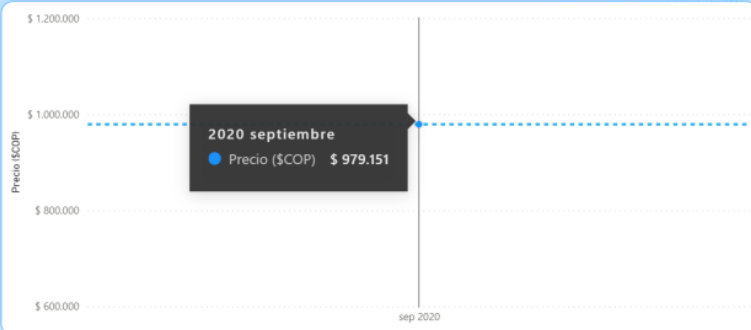 $ 1.200.000
$ 1.000.000
2020 septiembre
Precio ($COP) $ 979.151
Precio ($COP)
$ 800.000
$ 600.000
sep 2020